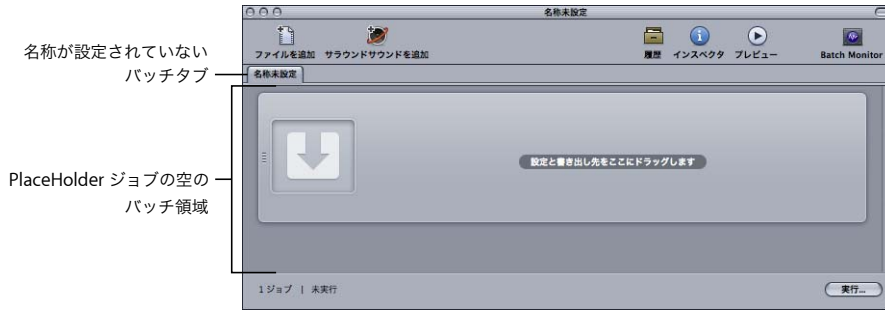 名称未設定
ファイルを追加 サラウンドサウンドを追加 履歴 インスペクタ プレビュー Batch Monitor
名称が設定されていない
バッチタブ
名称未設定
設定と書き出し先をここにドラッグします
PlaceHolder ジョブの空の
バッチ領域
1 ジョブ | 未実行
実行...